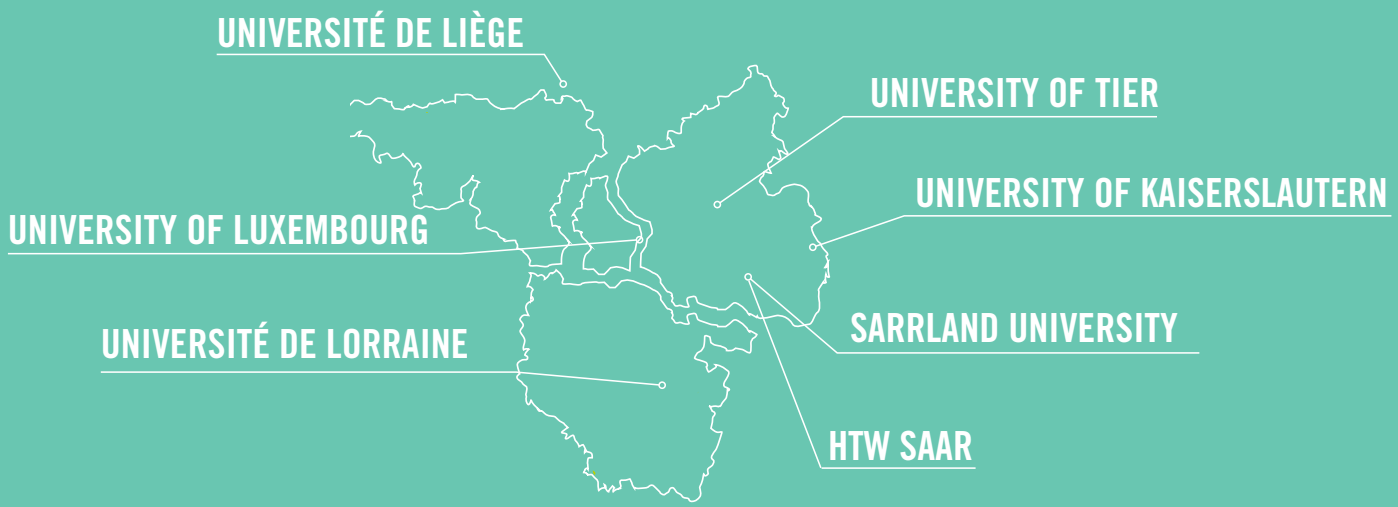 UNIVERSITÉ DE LIÈGE
UNIVERSITY OF TIER
UNIVERSITY OF KAISERSLAUTERN
UNIVERSITY OF LUXEMBOURG
SARRLAND UNIVERSITY
UNIVERSITÉ DE LORRAINE
HTW SAAR